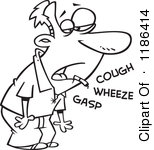 COUGH
WHEEZE
GASP
Clipart Of · 1186414